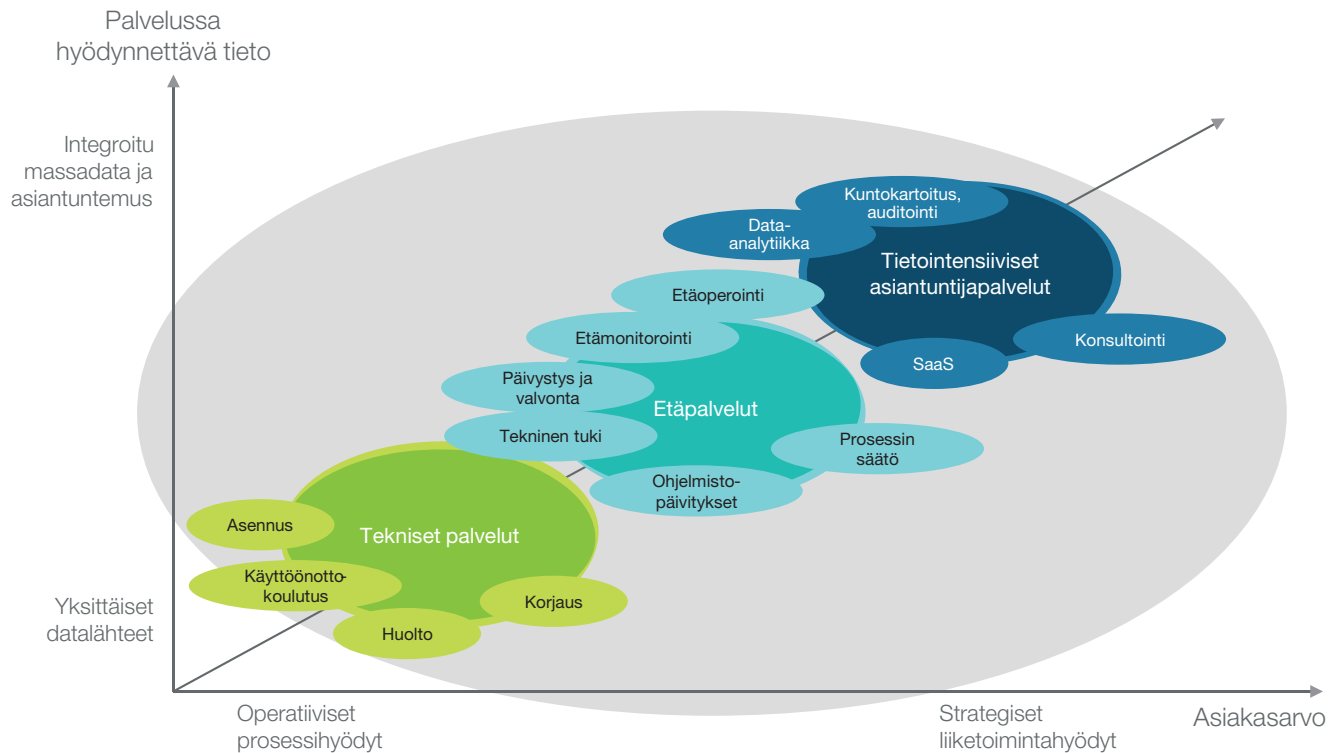 Palvelussa
hyödynnettävä tieto
Integroitu
massadata ja
asiantuntemus
Kuntokartoitus,
auditointi
Data-
analytiikka
Tietointensiiviset
asiantuntijapalvelut
Etäoperointi
Etämonitorointi
Konsultointi
SaaS
Päivystys ja
valvonta
Etäpalvelut
Tekninen tuki
Prosessin
säätö
Ohjelmisto-
päivitykset
Asennus
Tekniset palvelut
Käyttöönotto-
koulutus
Korjaus
Huolto
Yksittäiset
datalähteet
Operatiiviset
prosessihyödyt
Strategiset
liiketoimintahyödyt
Asiakasarvo